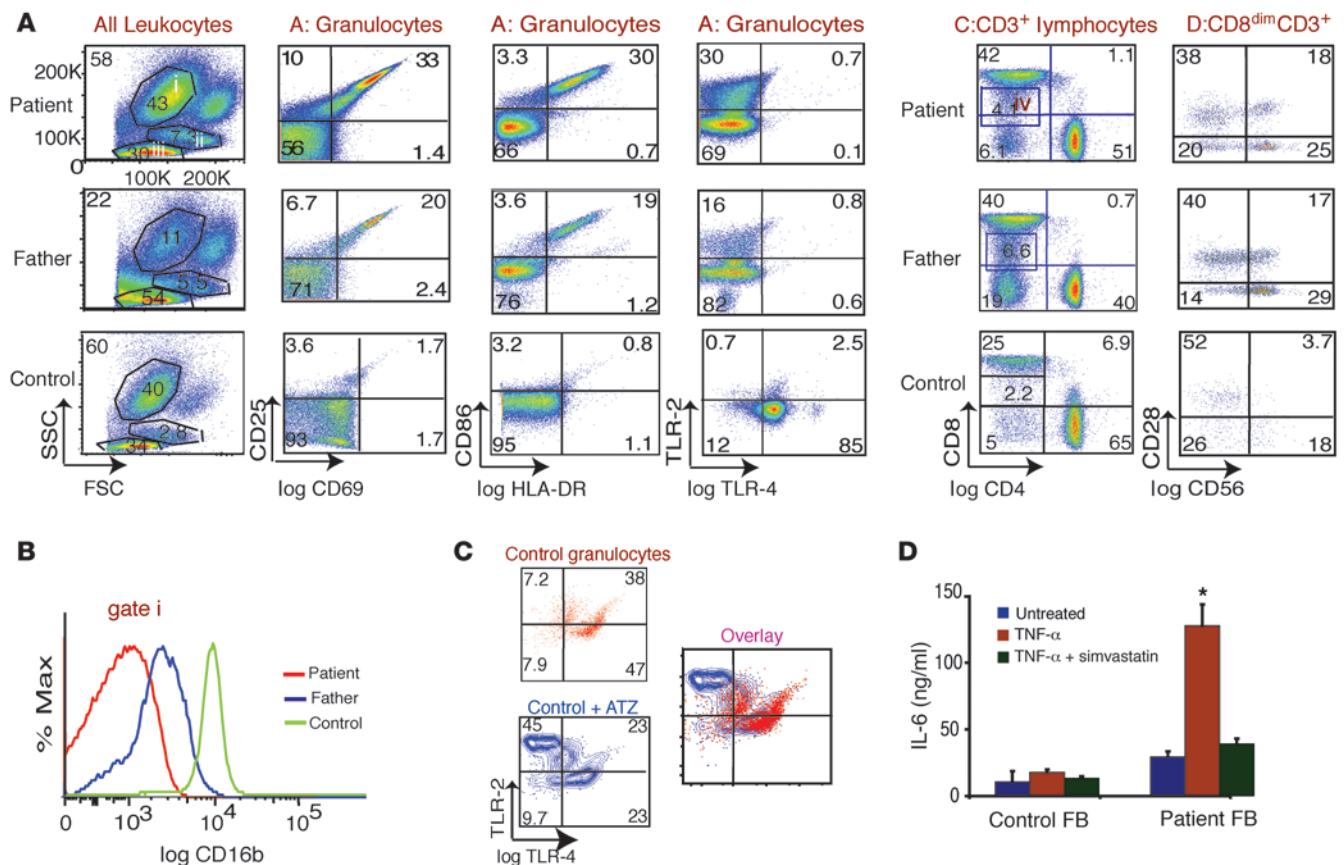 A
All Leukocytes
A: Granulocytes
A: Granulocytes
A: Granulocytes
C:CD3+ lymphocytes
D:CD8dimCD3+
Patient
200K
100K
0
100K 200K
58
i
43
7.3 ii
iii
10
33
56
1.4
3.3
30
66
0.7
30
0.7
69
0.1
Patient
42
1.1
4.1
IV
6.1
51
38
18
20
25
Father
22
11
5.5
54
6.7
20
71
2.4
3.6
19
76
1.2
16
0.8
82
0.6
Father
40
0.7
6.6
19
40
40
17
14
29
Control
60
40
2.8
i
34
SSC
FSC
3.6
1.7
93
1.7
CD25
log CD69
3.2
0.8
95
1.1
CD86
log HLA-DR
0.7
2.5
12
85
TLR-2
log TLR-4
Control
25
6.9
2.2
5
65
CD8
log CD4
52
3.7
26
18
CD28
log CD56
B
gate i
% Max
Patient
Father
Control
0 103 104 105
log CD16b
C
Control granulocytes
7.2
38
7.9
47
Control + ATZ
45
23
9.7
23
TLR-2
log TLR-4
Overlay
D
IL-6 (ng/ml)
150
100
50
0
Untreated
TNF-α
TNF-α + simvastatin
*
Control FB
Patient FB